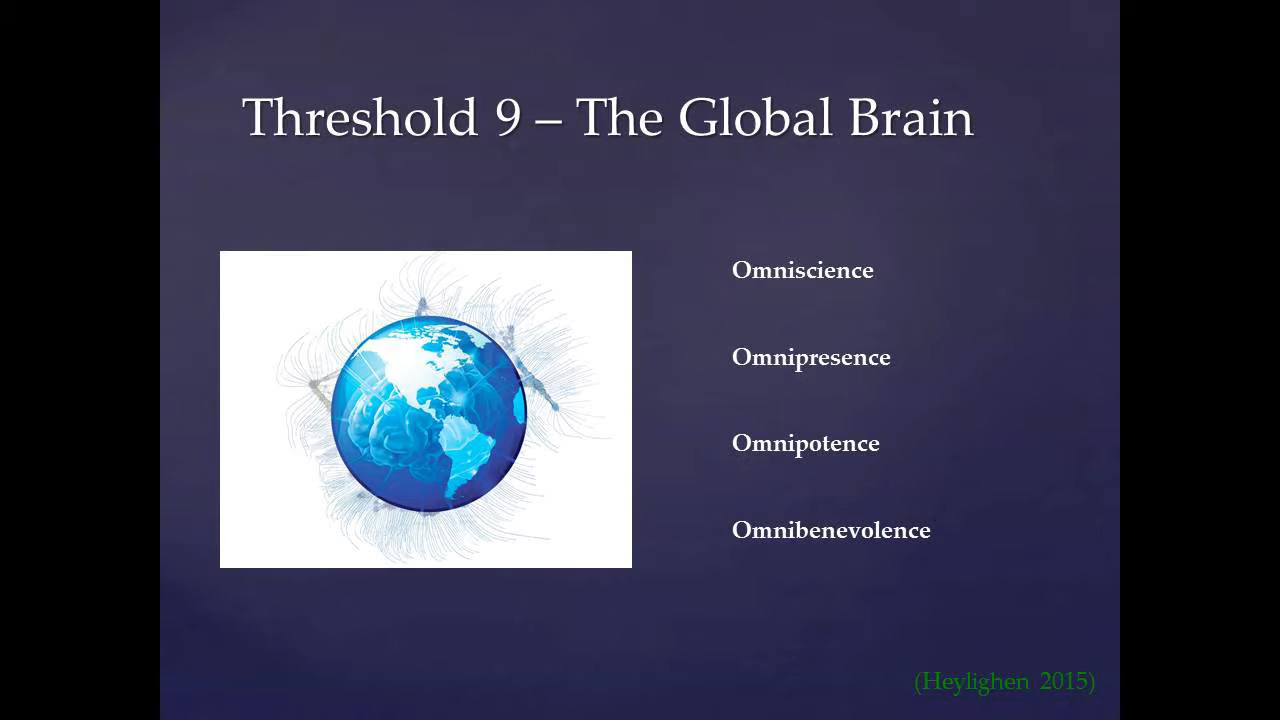 Threshold 9 – The Global Brain
Omniscience
Omnipresence
Omnipotence
Omnibenevolence
(Heylighen 2015)